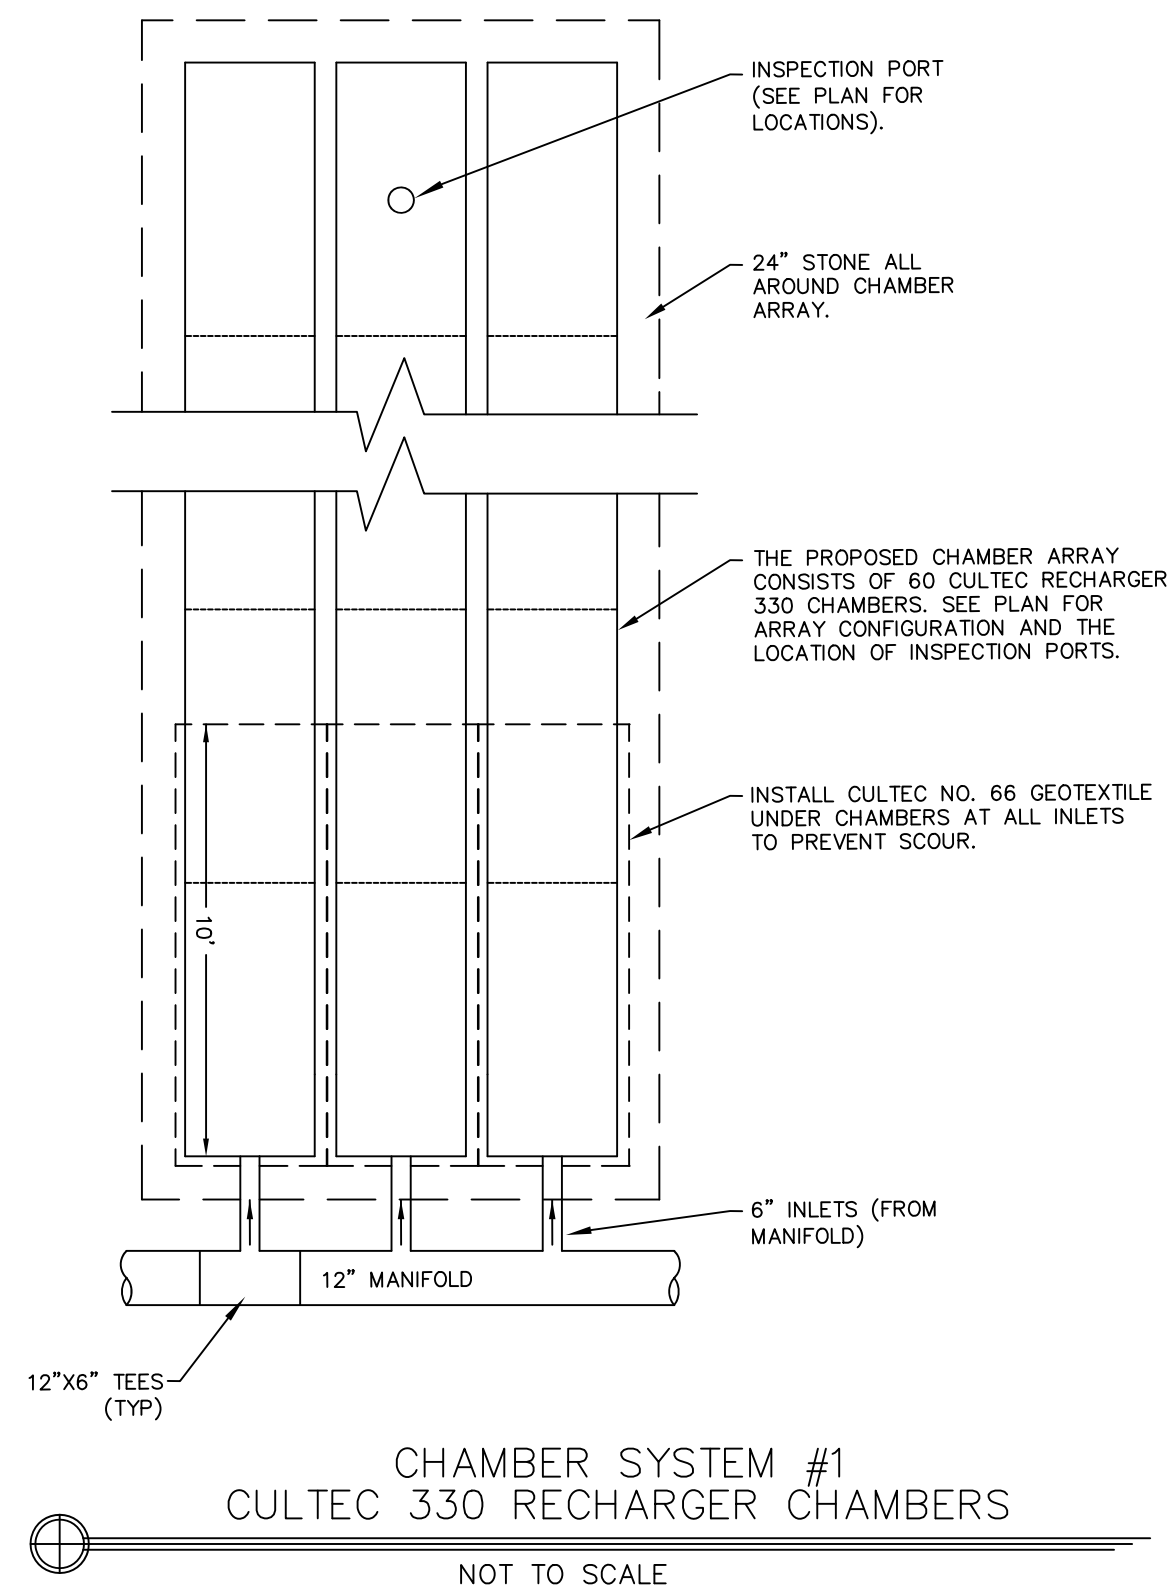 INSPECTION PORT
(SEE PLAN FOR
LOCATIONS).
24" STONE ALL
AROUND CHAMBER
ARRAY.
THE PROPOSED CHAMBER ARRAY
CONSISTS OF 60 CULTEC RECHARGER
330 CHAMBERS. SEE PLAN FOR
ARRAY CONFIGURATION AND THE
LOCATION OF INSPECTION PORTS.
INSTALL CULTEC NO. 66 GEOTEXTILE
UNDER CHAMBERS AT ALL INLETS
TO PREVENT SCOUR.
10'
6" INLETS (FROM
MANIFOLD)
12" MANIFOLD
12"X6" TEES
(TYP)
CHAMBER SYSTEM #1
CULTEC 330 RECHARGER CHAMBERS
NOT TO SCALE